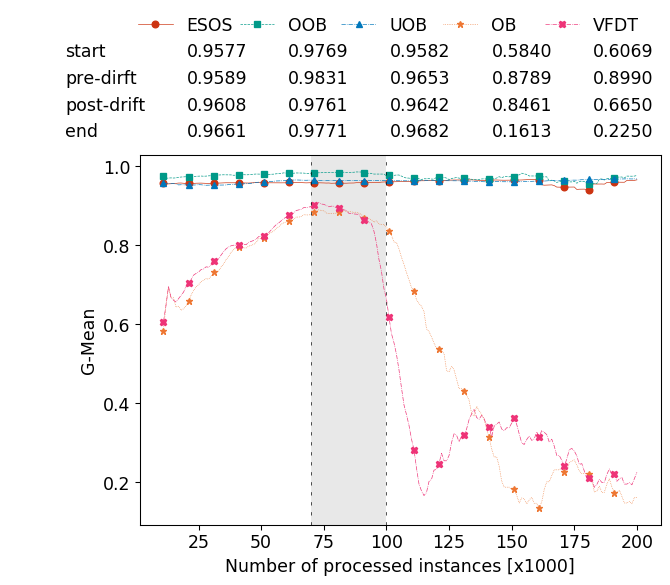 ESOS OOB UOB OB VFDT
start 0.9577 0.9769 0.9582 0.5840 0.6069
pre-dirft 0.9589 0.9831 0.9653 0.8789 0.8990
post-drift 0.9608 0.9761 0.9642 0.8461 0.6650
end 0.9661 0.9771 0.9682 0.1613 0.2250
1.0
0.8
0.6
0.4
0.2
G-Mean
25 50 75 100 125 150 175 200
Number of processed instances [x1000]